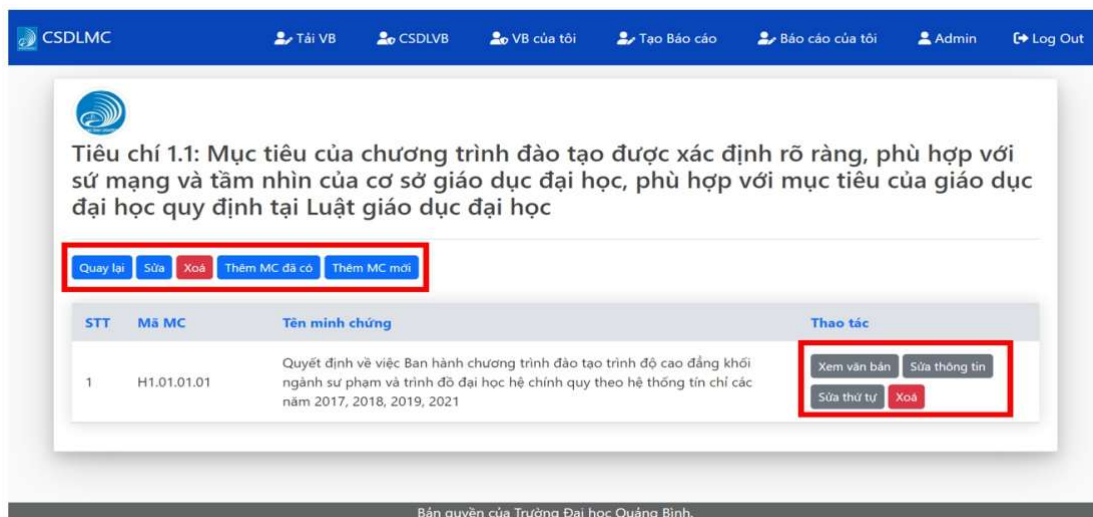 CSDLMC Tải VB CSDLVB VB của tôi Tạo Báo cáo Báo cáo của tôi Admin Log Out
Tiêu chí 1.1: Mục tiêu của chương trình đào tạo được xác định rõ ràng, phù hợp với
sứ mạng và tầm nhìn của cơ sở giáo dục đại học, phù hợp với mục tiêu của giáo dục
đại học quy định tại Luật giáo dục đại học
Quay lại Sửa Xoá Thêm MC đã có Thêm MC mới
STT Mã MC Tên minh chứng Thao tác
1 H1.01.01.01 Quyết định về việc Ban hành chương trình đào tạo trình độ cao đẳng khối
ngành sư phạm và trình đồ đại học hệ chính quy theo hệ thống tín chỉ các
năm 2017, 2018, 2019, 2021
Xem văn bản Sửa thông tin
Sửa thứ tự Xoá
Bản quyền của Trường Đại học Quảng Bình.